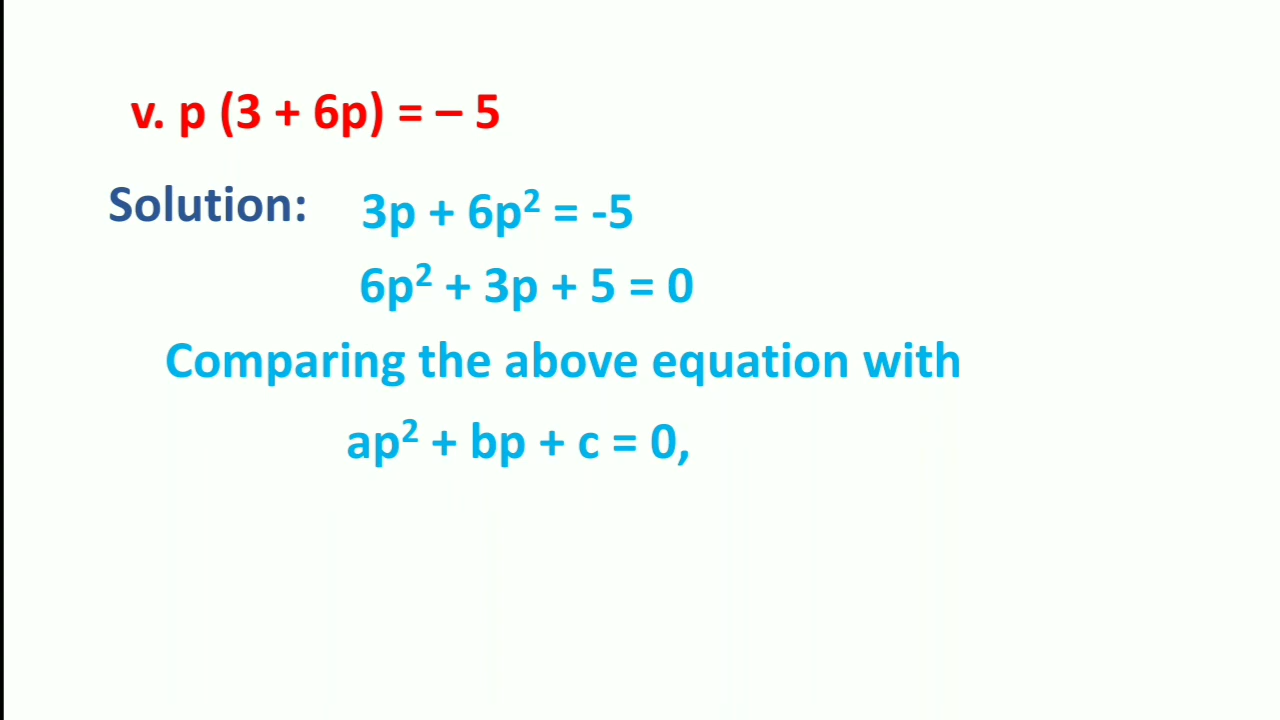 v. p (3 + 6p) = – 5
Solution: 3p + 6p² = -5
6p² + 3p + 5 = 0
Comparing the above equation with
ap² + bp + c = 0,